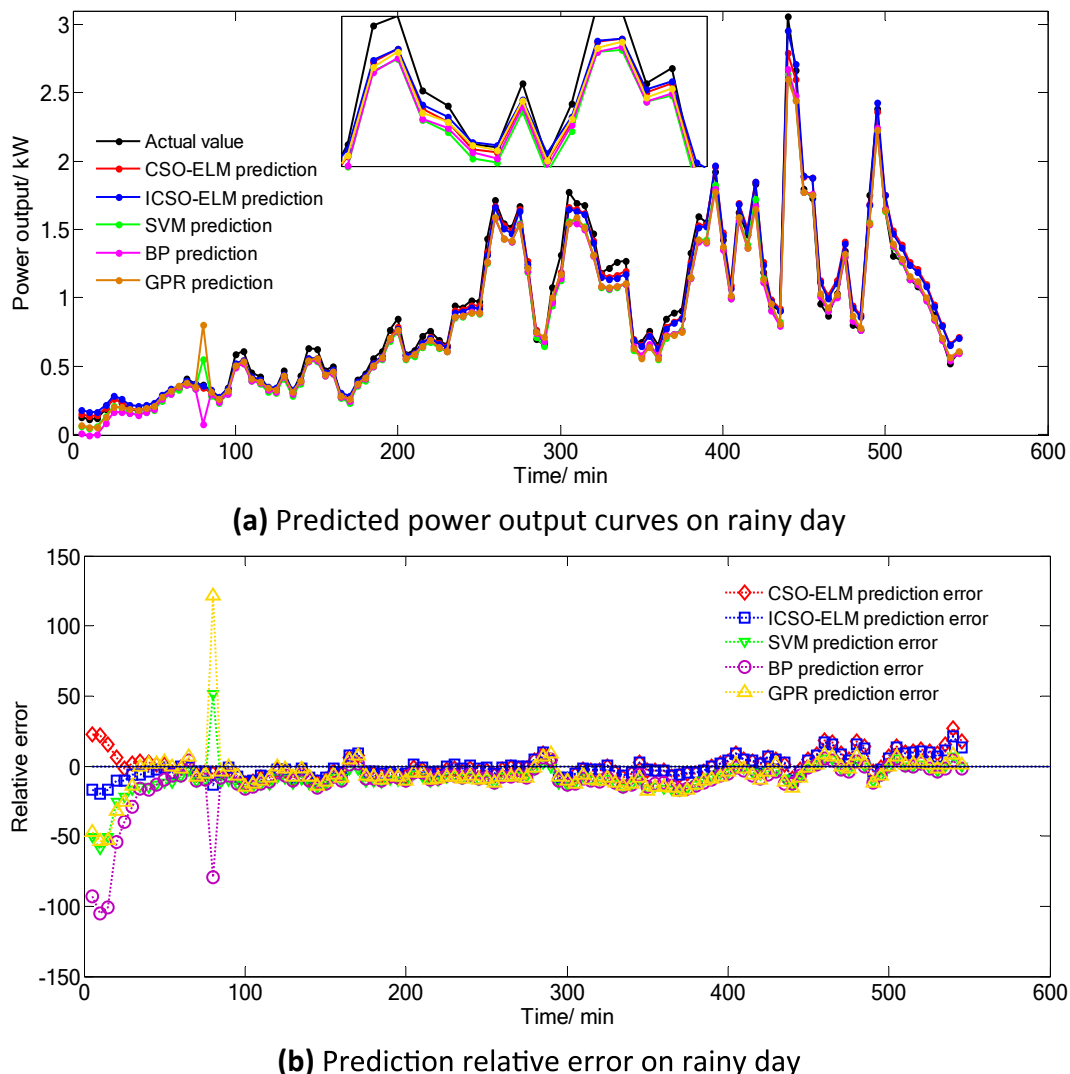 3
2.5
2
1.5
1
0.5
0
Power output/ kW
Actual value
CSO-ELM prediction
ICSO-ELM prediction
SVM prediction
BP prediction
GPR prediction
100 200 300 400 500 600
Time/ min
(a) Predicted power output curves on rainy day
150
100
50
0
-50
-100
-150
Relative error
CSO-ELM prediction error
ICSO-ELM prediction error
SVM prediction error
BP prediction error
GPR prediction error
0 100 200 300 400 500 600
Time/ min
(b) Prediction relative error on rainy day